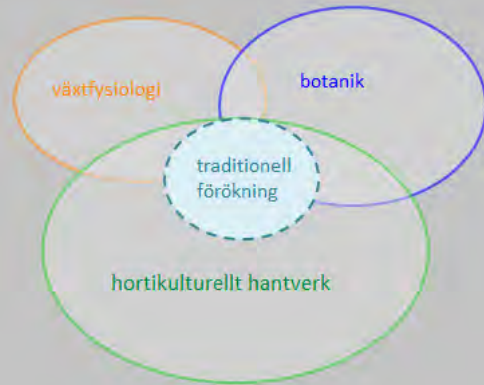 växtfysiologi
botanik
traditionell
förökning
hortikulturellt hantverk